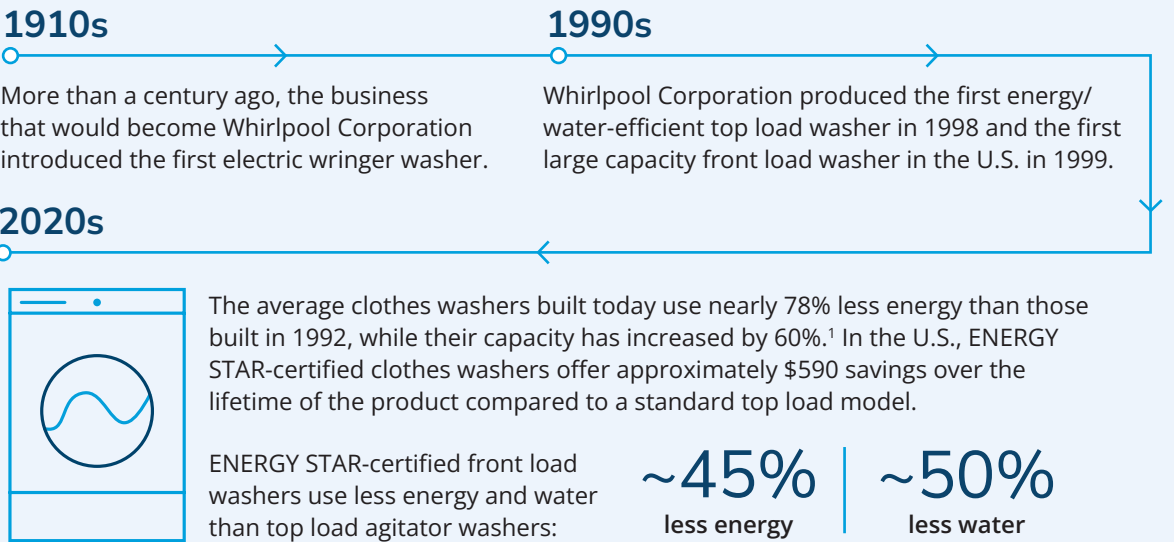 1910s
More than a century ago, the business
that would become Whirlpool Corporation
introduced the first electric wringer washer.
1990s
Whirlpool Corporation produced the first energy/
water-efficient top load washer in 1998 and the first
large capacity front load washer in the U.S. in 1999.
2020s
The average clothes washers built today use nearly 78% less energy than those
built in 1992, while their capacity has increased by 60%.¹ In the U.S., ENERGY
STAR-certified clothes washers offer approximately $590 savings over the
lifetime of the product compared to a standard top load model.
ENERGY STAR-certified front load
washers use less energy and water
than top load agitator washers:
~45%
less energy
~50%
less water